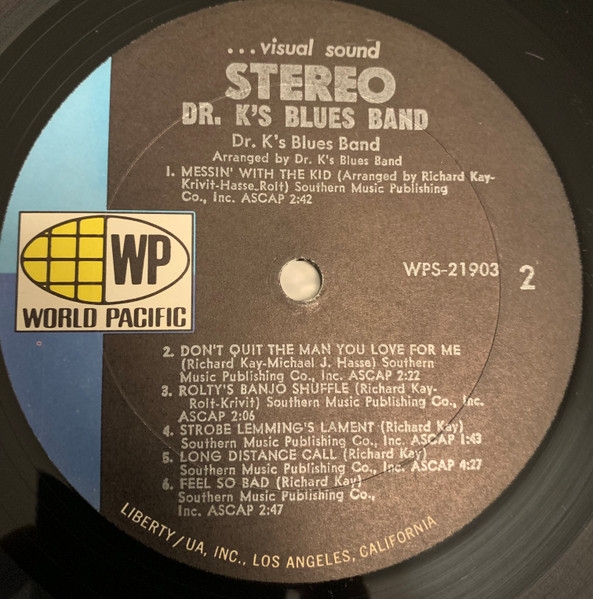 ...visual sound
STEREO
DR. K'S BLUES BAND
Dr. K's Blues Band
Arranged by Dr. K's Blues Band
1. MESSIN' WITH THE KID (Arranged by Richard Kay-
Krivit-Hasse-Rolt) Southern Music Publishing
Co., Inc. ASCAP 2:42
WP
WORLD PACIFIC
WPS-21903
2
2. DON'T QUIT THE MAN YOU LOVE FOR ME
(Richard Kay-Michael J. Hasse) Southern
Music Publishing Co., Inc. ASCAP 2:22
3. ROLTY'S BANJO SHUFFLE (Richard Kay-
Rolt-Krivit) Southern Music Publishing Co., Inc.
ASCAP 2:06
4. STROBE LEMMING'S LAMENT (Richard Kay)
Southern Music Publishing Co., Inc. ASCAP 1:43
5. LONG DISTANCE CALL (Richard Kay)
Southern Music Publishing Co., Inc. ASCAP 4:27
6. FEEL SO BAD (Richard Kay)
Southern Music Publishing Co.,
Inc. ASCAP 2:47
LIBERTY/UA, INC., LOS ANGELES, CALIFORNIA